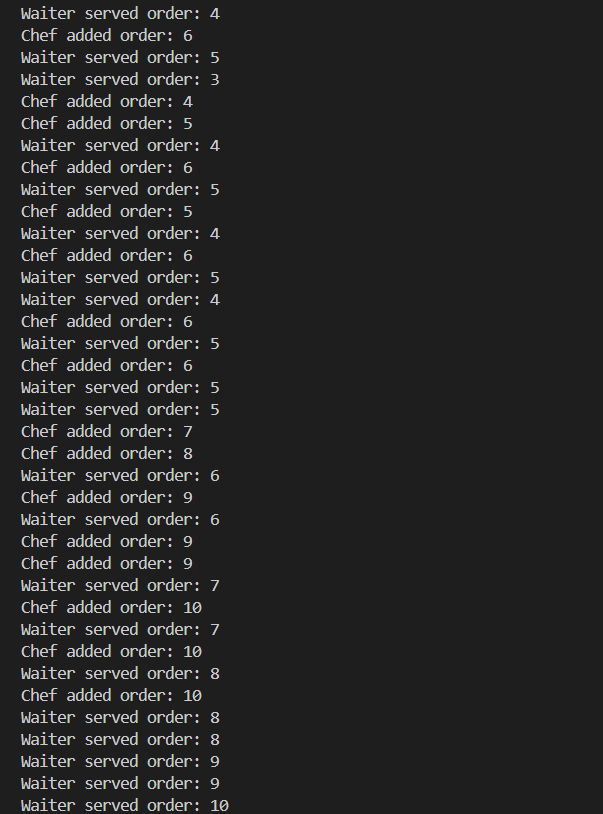 Waiter served order: 4
Chef added order: 6
Waiter served order: 5
Waiter served order: 3
Chef added order: 4
Chef added order: 5
Waiter served order: 4
Chef added order: 6
Waiter served order: 5
Chef added order: 5
Waiter served order: 4
Chef added order: 6
Waiter served order: 5
Waiter served order: 4
Chef added order: 6
Waiter served order: 5
Chef added order: 6
Waiter served order: 5
Waiter served order: 5
Chef added order: 7
Chef added order: 8
Waiter served order: 6
Chef added order: 9
Waiter served order: 6
Chef added order: 9
Chef added order: 9
Waiter served order: 7
Chef added order: 10
Waiter served order: 7
Chef added order: 10
Waiter served order: 8
Chef added order: 10
Waiter served order: 8
Waiter served order: 8
Waiter served order: 9
Waiter served order: 9
Waiter served order: 10